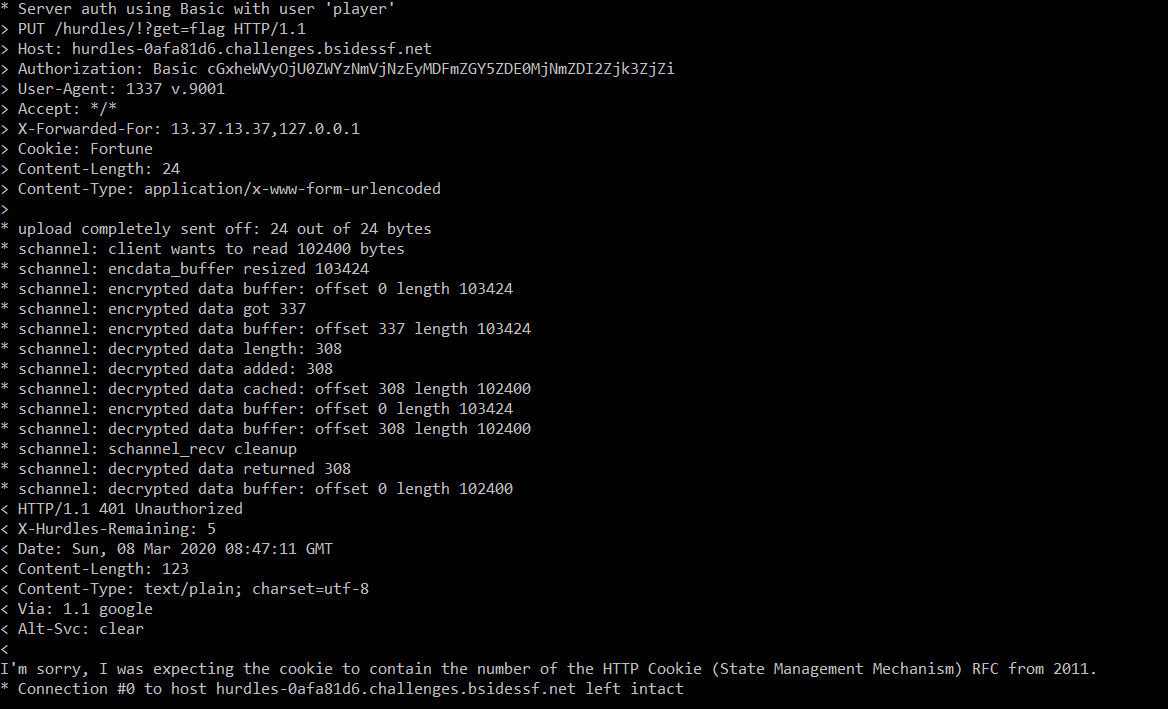 * Server auth using Basic with user 'player'
> PUT /hurdles/!?get=flag HTTP/1.1
> Host: hurdles-0afa81d6.challenges.bsidessf.net
> Authorization: Basic cGxheWVyOjU0ZWYzNmVjNzEyMDFmZGY5ZDE0MjNmZDI2Zjk3ZjZi
> User-Agent: 1337 v.9001
> Accept: */*
> X-Forwarded-For: 13.37.13.37,127.0.0.1
> Cookie: Fortune
> Content-Length: 24
> Content-Type: application/x-www-form-urlencoded
>
* upload completely sent off: 24 out of 24 bytes
* schannel: client wants to read 102400 bytes
* schannel: encdata_buffer resized 103424
* schannel: encrypted data buffer: offset 0 length 103424
* schannel: encrypted data got 337
* schannel: encrypted data buffer: offset 337 length 103424
* schannel: decrypted data length: 308
* schannel: decrypted data added: 308
* schannel: decrypted data cached: offset 308 length 102400
* schannel: encrypted data buffer: offset 0 length 103424
* schannel: decrypted data buffer: offset 308 length 102400
* schannel: schannel_recv cleanup
* schannel: decrypted data returned 308
* schannel: decrypted data buffer: offset 0 length 102400
< HTTP/1.1 401 Unauthorized
< X-Hurdles-Remaining: 5
< Date: Sun, 08 Mar 2020 08:47:11 GMT
< Content-Length: 123
< Content-Type: text/plain; charset=utf-8
< Via: 1.1 google
< Alt-Svc: clear
<
I'm sorry, I was expecting the cookie to contain the number of the HTTP Cookie (State Management Mechanism) RFC from 2011.
* Connection #0 to host hurdles-0afa81d6.challenges.bsidessf.net left intact